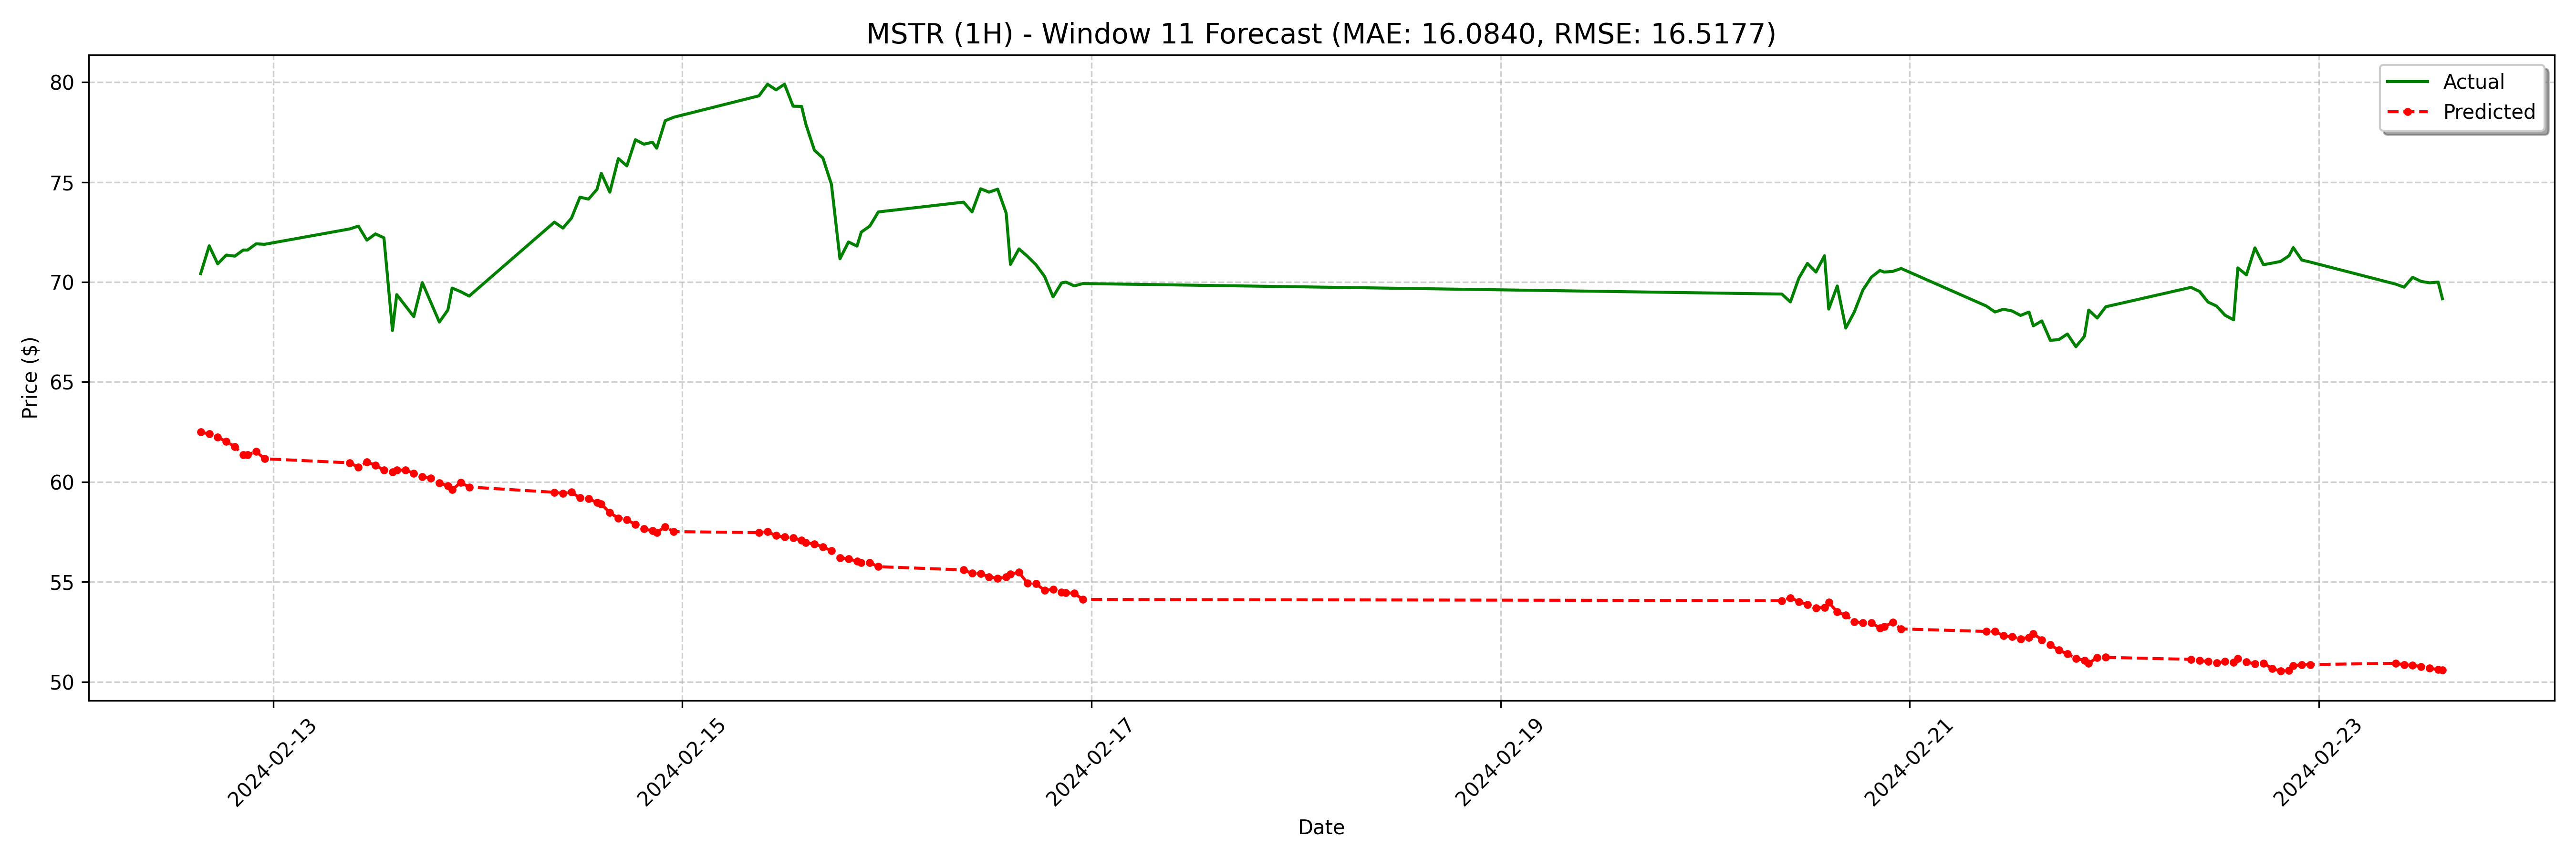 MSTR (1H) - Window 11 Forecast (MAE: 16.0840, RMSE: 16.5177)
Actual
Predicted
Price ($)
80
75
70
65
60
55
50
2024-02-13
2024-02-15
2024-02-17
2024-02-19
2024-02-21
2024-02-23
Date